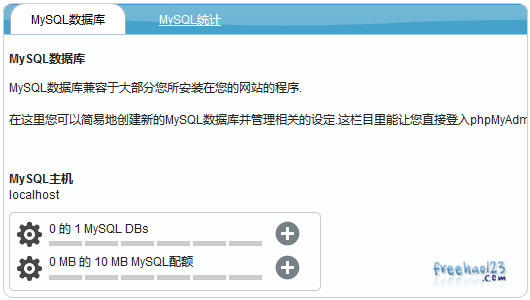 MySQL数据库 MySQL统计
MySQL数据库
MySQL数据库兼容于大部分您所安装在您的网站的程序.
在这里您可以简易地创建新的MySQL数据库并管理相关的设定.这栏目里能让您直接登入phpMyAdm
MySQL主机
localhost
0 的 1 MySQL DBs
0 MB 的 10 MB MySQL配额
freehao123
.com